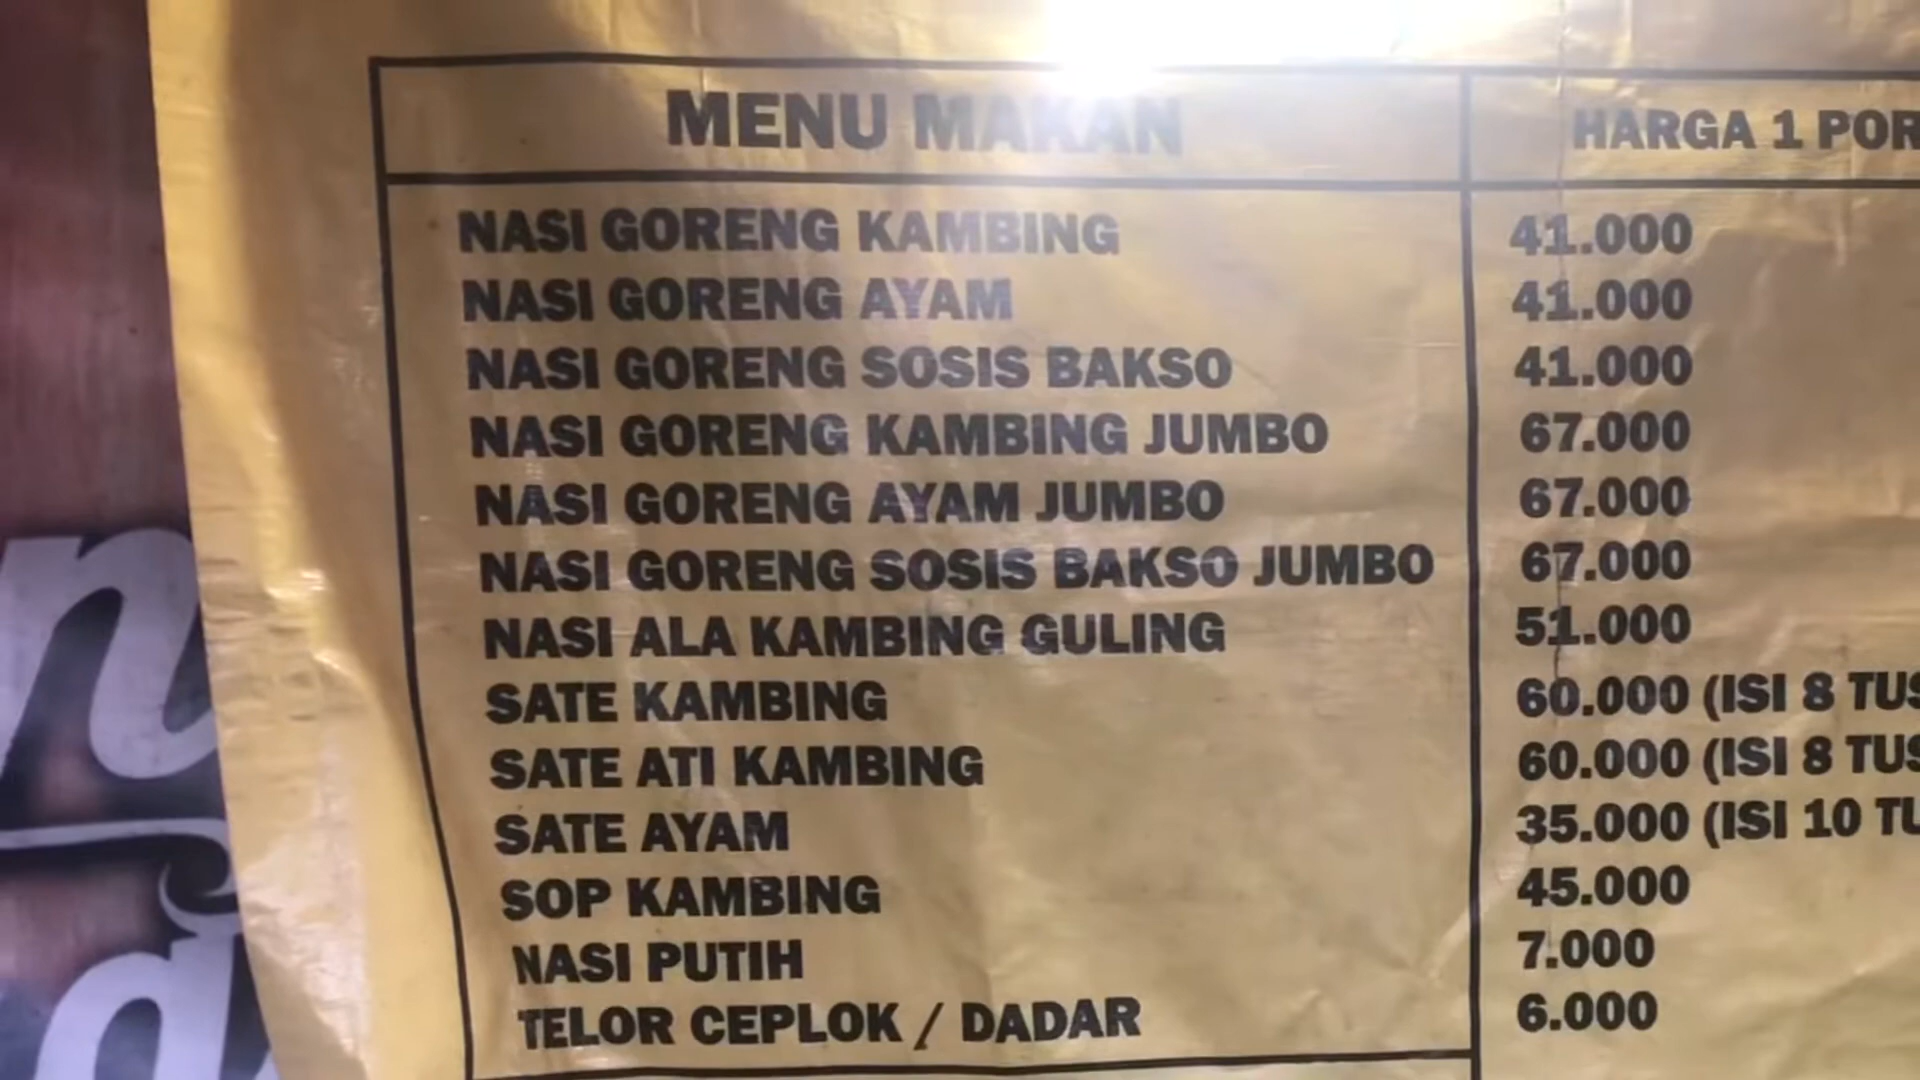 MENU MAKAN HARGA 1 POR
NASI GORENG KAMBING 41.000
NASI GORENG AYAM 41.000
NASI GORENG SOSIS BAKSO 41.000
NASI GORENG KAMBING JUMBO 67.000
NASI GORENG AYAM JUMBO 67.000
NASI GORENG SOSIS BAKSO JUMBO 67.000
NASI ALA KAMBING GULING 51.000
SATE KAMBING 60.000 (ISI 8 TUS
SATE ATI KAMBING 60.000 (ISI 8 TUS
SATE AYAM 35.000 (ISI 10 TU
SOP KAMBING 45.000
NASI PUTIH 7.000
TELOR CEPLOK / DADAR 6.000